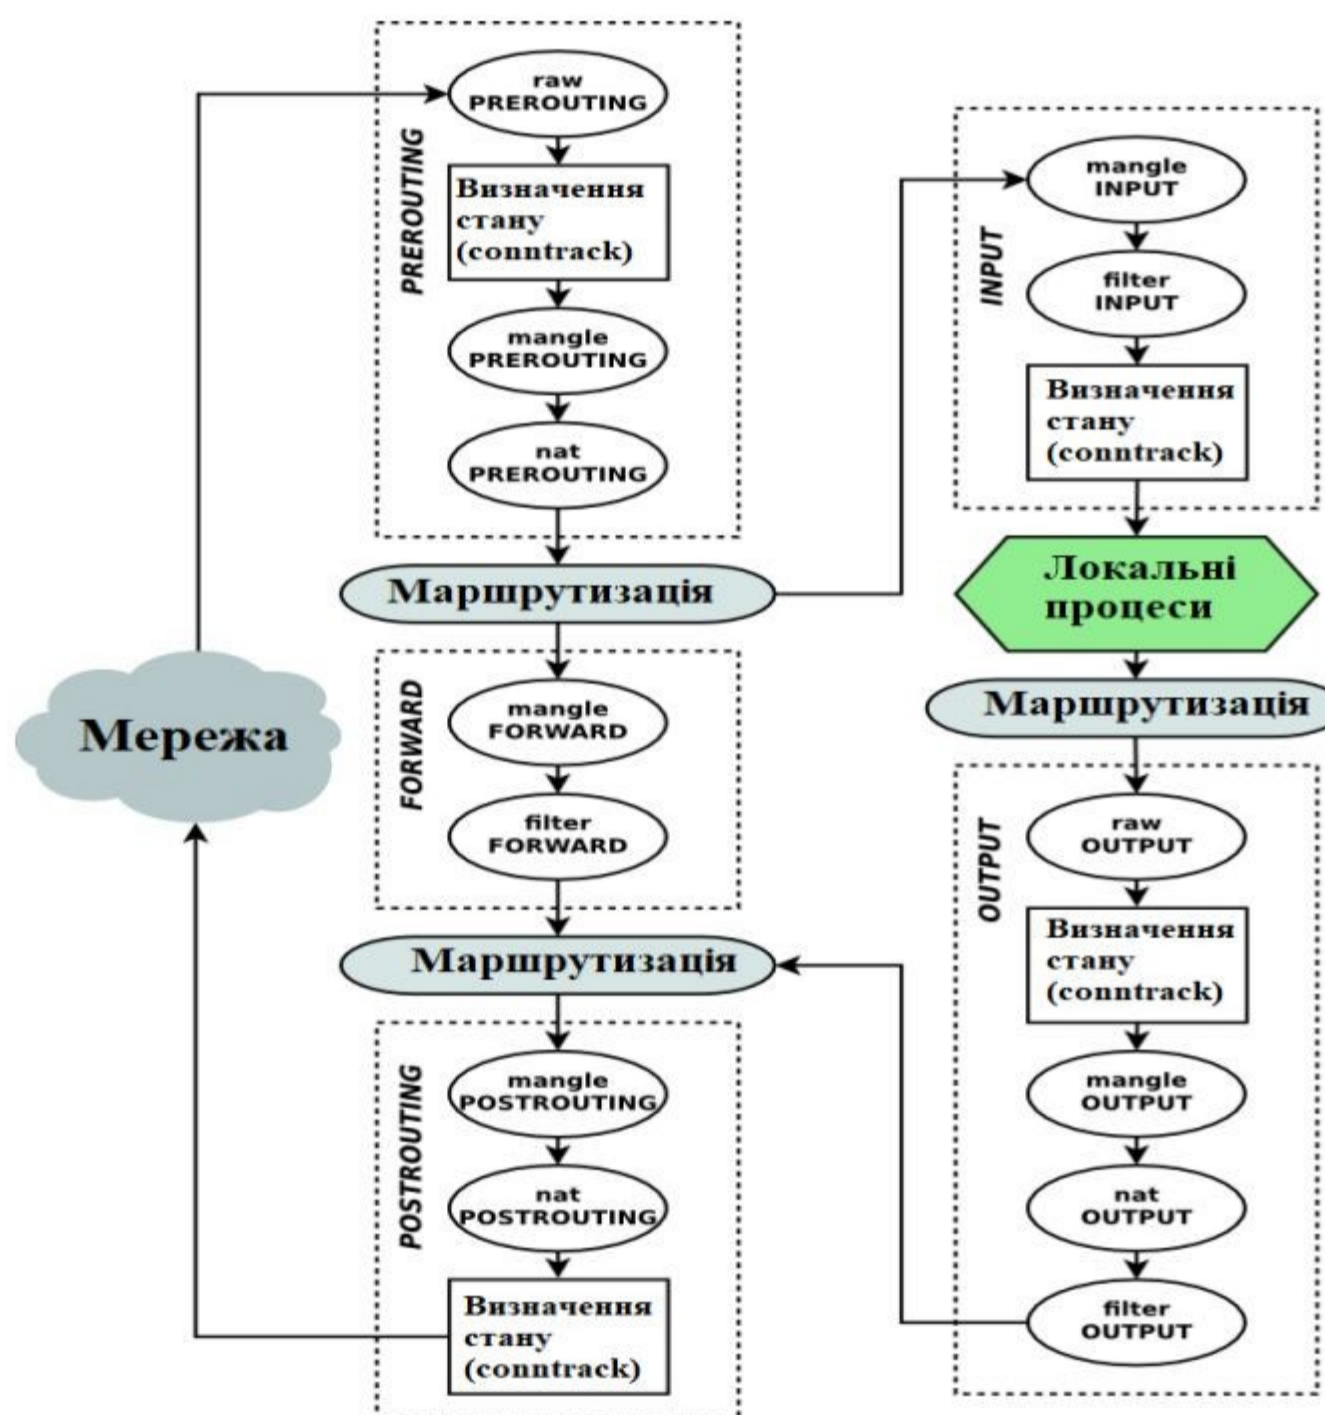 raw
PREROUTING
PREROUTING
Визначення
стану
(conntrack)
mangle
PREROUTING
nat
PREROUTING
Маршрутизація
mangle
INPUT
INPUT
filter
INPUT
Визначення
стану
(conntrack)
Локальні
процеси
Маршрутизація
Мережа
mangle
FORWARD
FORWARD
filter
FORWARD
Маршрутизація
raw
OUTPUT
OUTPUT
Визначення
стану
(conntrack)
mangle
OUTPUT
nat
OUTPUT
filter
OUTPUT
mangle
POSTROUTING
POSTROUTING
nat
POSTROUTING
Визначення
стану
(conntrack)